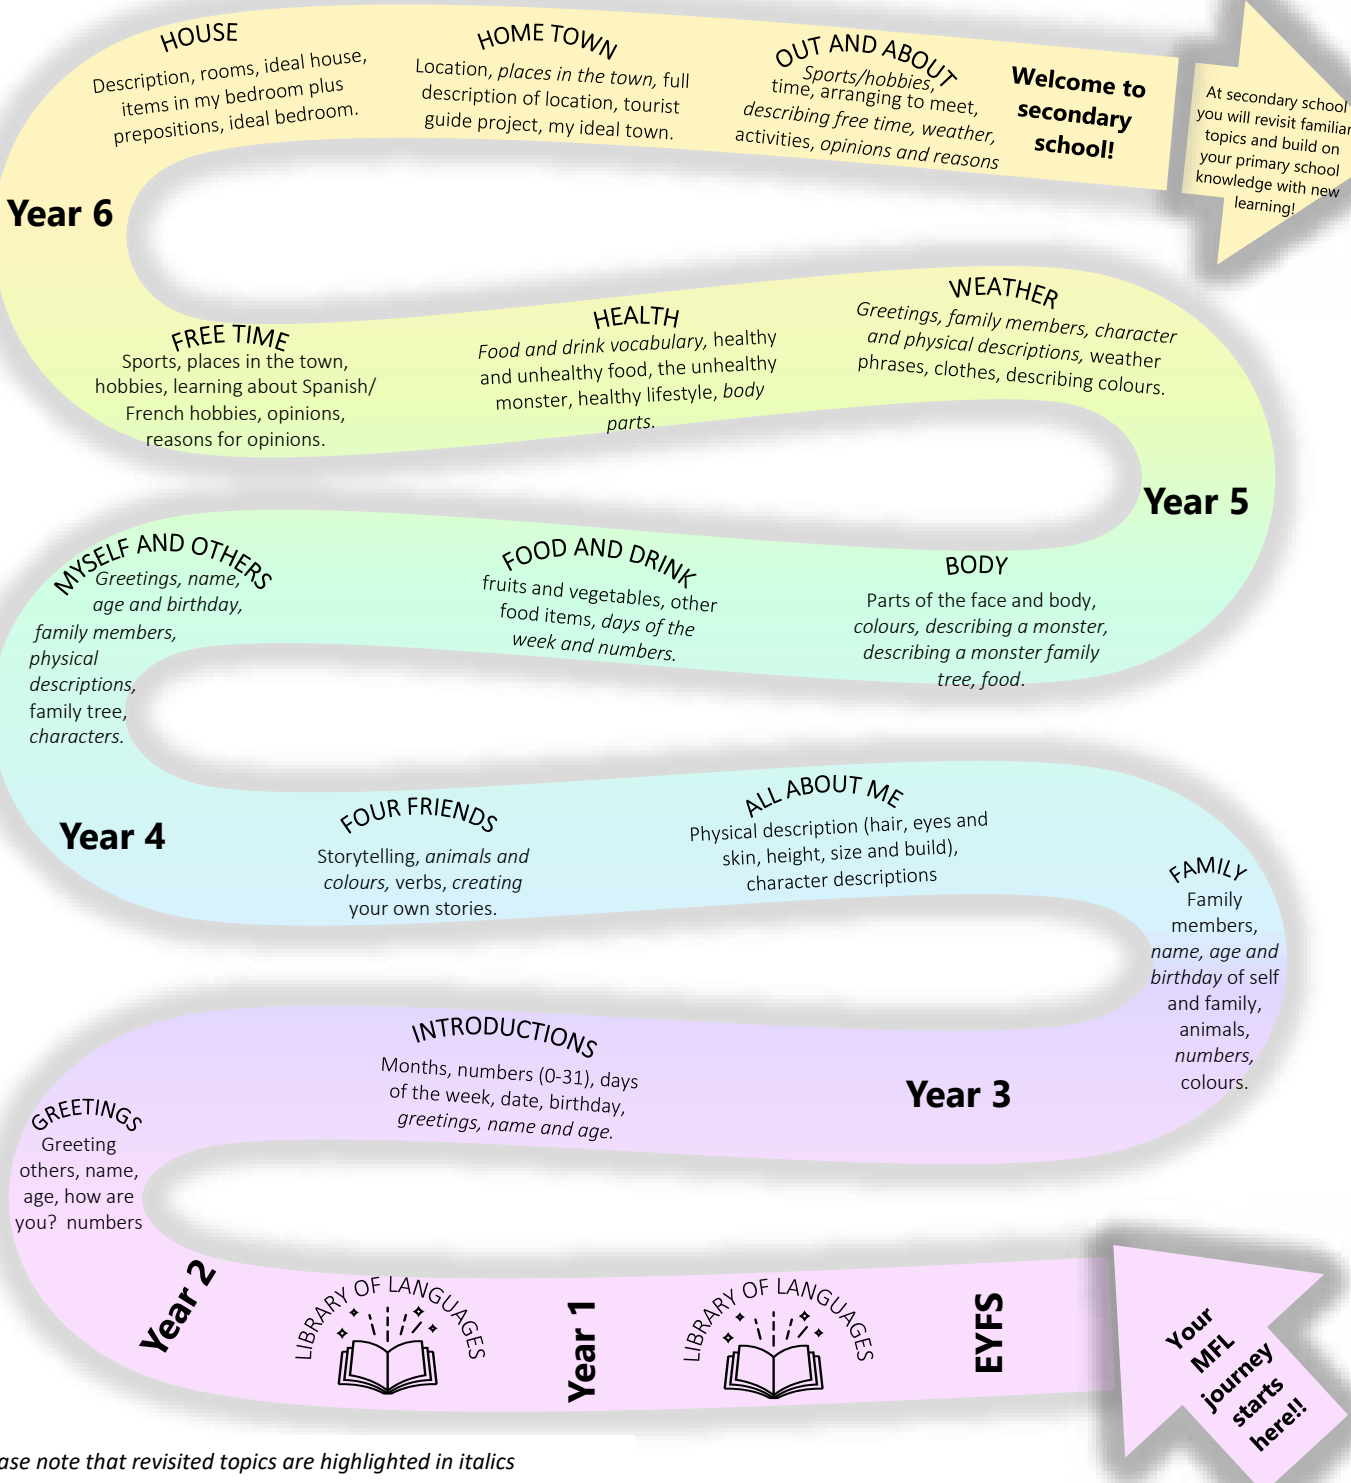 HOUSE
Description, rooms, ideal house,
items in my bedroom plus
prepositions, ideal bedroom.
HOME TOWN
Location, places in the town, full
description of location, tourist
guide project, my ideal town.
OUT AND ABOUT
Sports/hobbies,
time, arranging to meet,
describing free time, weather,
activities, opinions and reasons
Welcome to
secondary
school!
At secondary school
you will revisit familiar
topics and build on
your primary school
knowledge with new
learning!
Year 6
FREE TIME
Sports, places in the town,
hobbies, learning about Spanish/
French hobbies, opinions,
reasons for opinions.
HEALTH
Food and drink vocabulary, healthy
and unhealthy food, the unhealthy
monster, healthy lifestyle, body
parts.
WEATHER
Greetings, family members, character
and physical descriptions, weather
phrases, clothes, describing colours.
Year 5
MYSELF AND OTHERS
Greetings, name,
age and birthday,
family members,
physical
descriptions,
family tree,
characters.
FOOD AND DRINK
fruits and vegetables, other
food items, days of the
week and numbers.
BODY
Parts of the face and body,
colours, describing a monster,
describing a monster family
tree, food.
Year 4
FOUR FRIENDS
Storytelling, animals and
colours, verbs, creating
your own stories.
ALL ABOUT ME
Physical description (hair, eyes and
skin, height, size and build),
character descriptions
FAMILY
Family
members,
name, age and
birthday of self
and family,
animals,
numbers,
colours.
INTRODUCTIONS
Months, numbers (0-31), days
of the week, date, birthday,
greetings, name and age.
Year 3
GREETINGS
Greeting
others, name,
age, how are
you? numbers
Year 2
LIBRARY OF LANGUAGES
Year 1
LIBRARY OF LANGUAGES
EYFS
Your
MFL
journey
starts
here!!
ase note that revisited topics are highlighted in italics